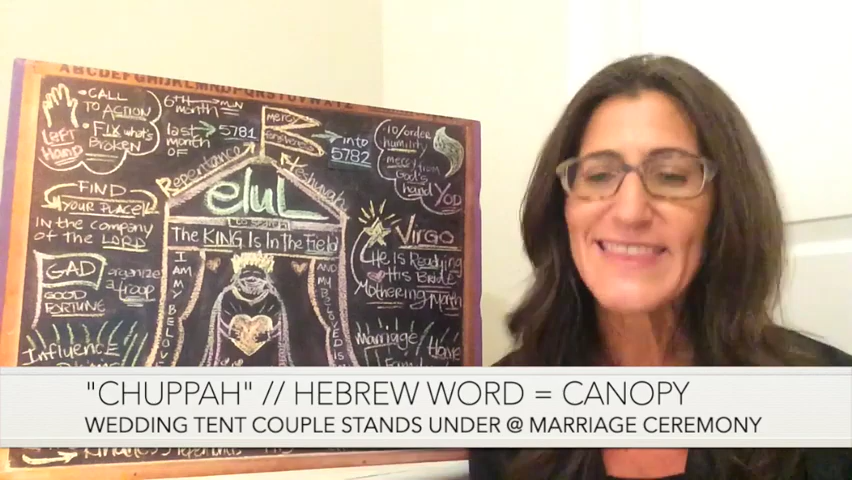 ABCDEFGHIJKLMNOPQRSTUVWXYZ
• CALL
TO ACTION
• FIX what's
BROKEN
LEFT
HAND
6TH
month
last
month
OF
5781
mercy
into
5782
10/order
humility
mercy from
GOD'S
hand YOD
Repentance
Teshuvah
eluL
The KING Is In the Field
FIND
YOUR PLACE!
IN the company
of the LORD
GAD
organize
a troop
GOOD
FORTUNE
Influence
I AM MY BELOVE
AND MY BELOVED IS
Virgo
He is Readying
His Bride
Mothering Month
Marriage
Home
"CHUPPAH" // HEBREW WORD = CANOPY
WEDDING TENT COUPLE STANDS UNDER @ MARRIAGE CEREMONY